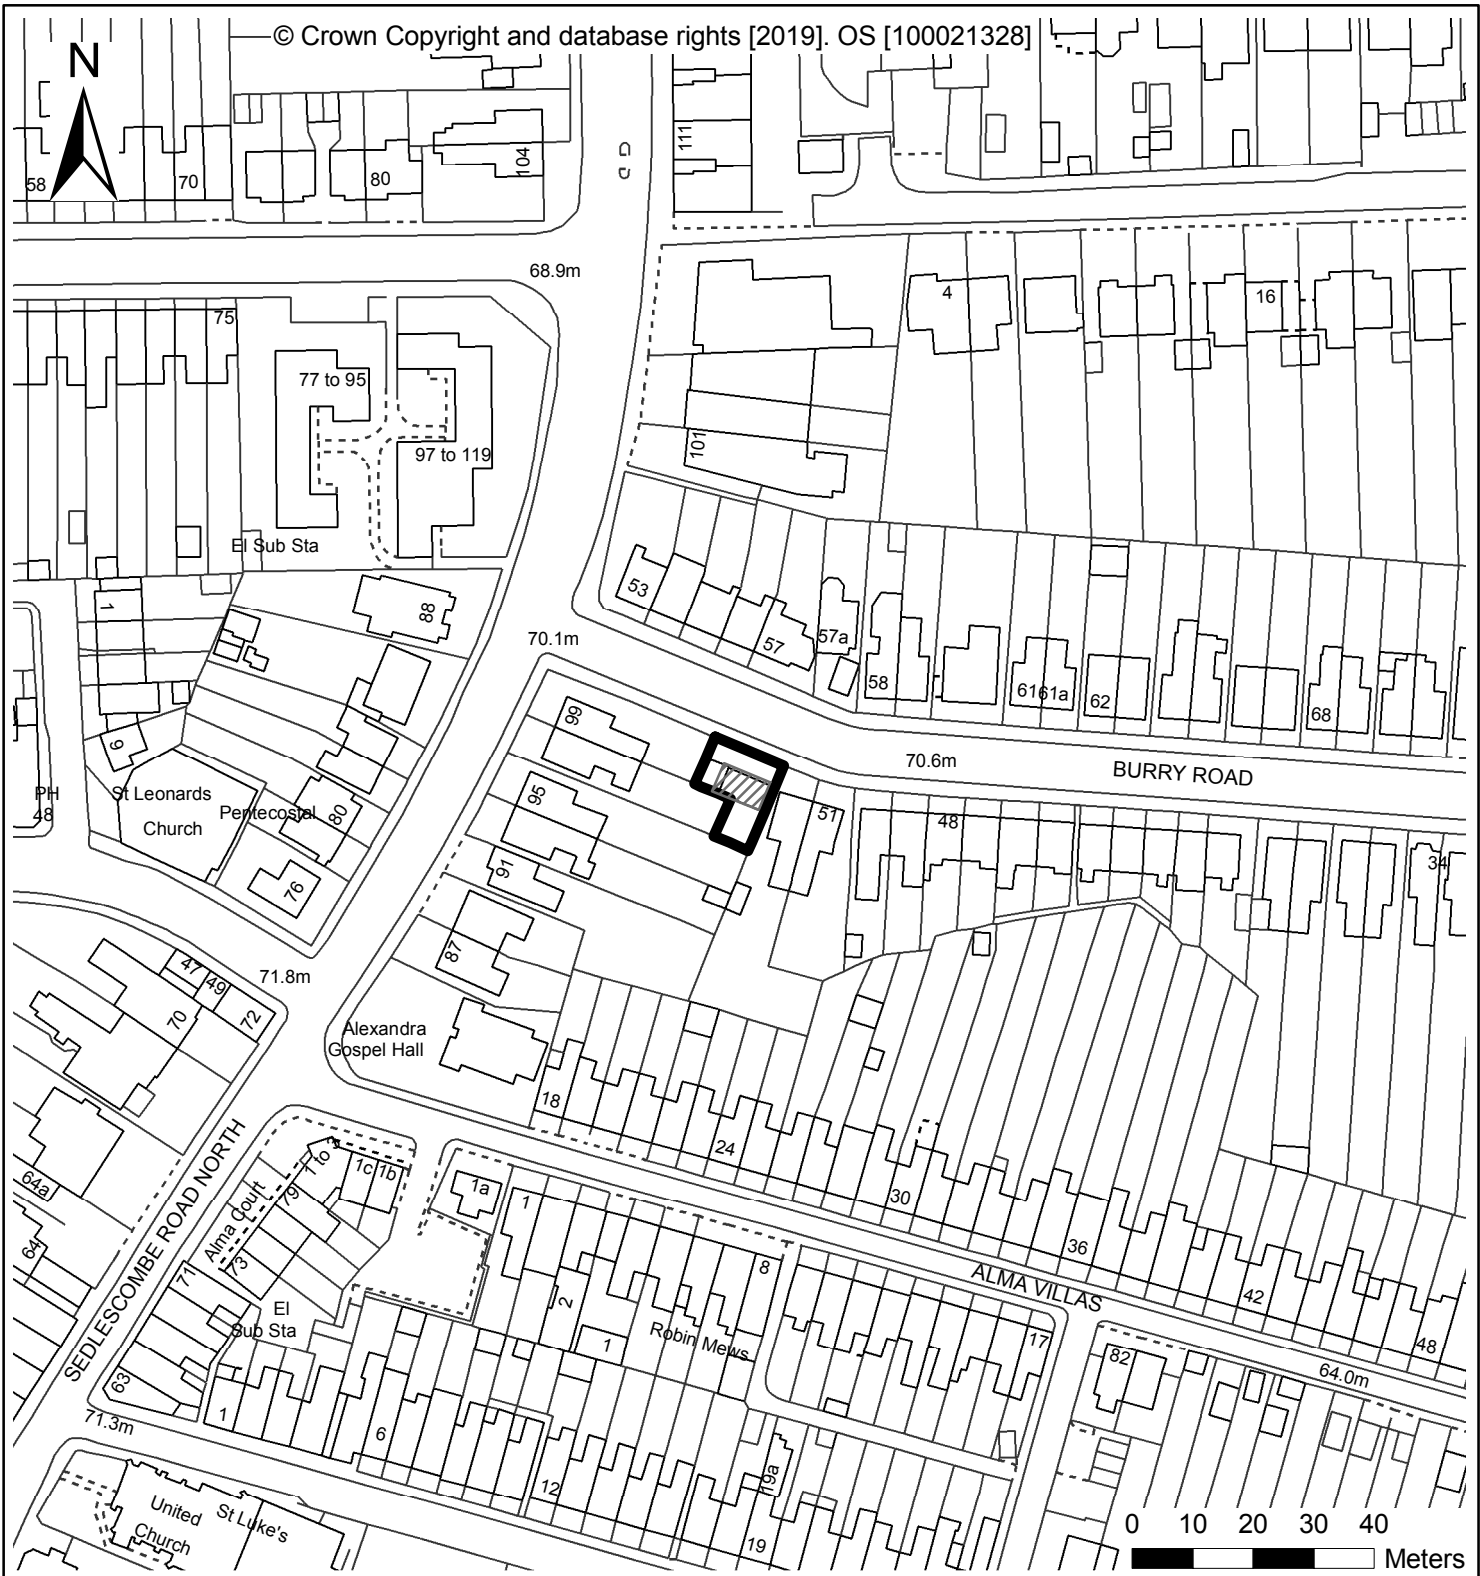 © Crown Copyright and database rights [2019]. OS [100021328]
N
58
70
80
104
111
68.9m
4
16
75
77 to 95
97 to 119
101
El Sub Sta
1
88
53
57
57a
58
61
61a
62
68
70.1m
99
70.6m
BURRY ROAD
9
PH
48
St Leonards
Church
Pentecostal
80
76
95
91
87
51
48
34
47
49
72
70
71.8m
Alexandra
Gospel Hall
18
24
30
36
42
48
64a
64
SEDLESCOMBE ROAD NORTH
Alma Court
1 to 3
1c
1b
1a
79
73
71
63
El
Sub Sta
1
2
1
8
Robin Mews
17
ALMA VILLAS
82
64.0m
71.3m
1
6
12
19a
19
United
Church
St Luke's
0 10 20 30 40
Meters